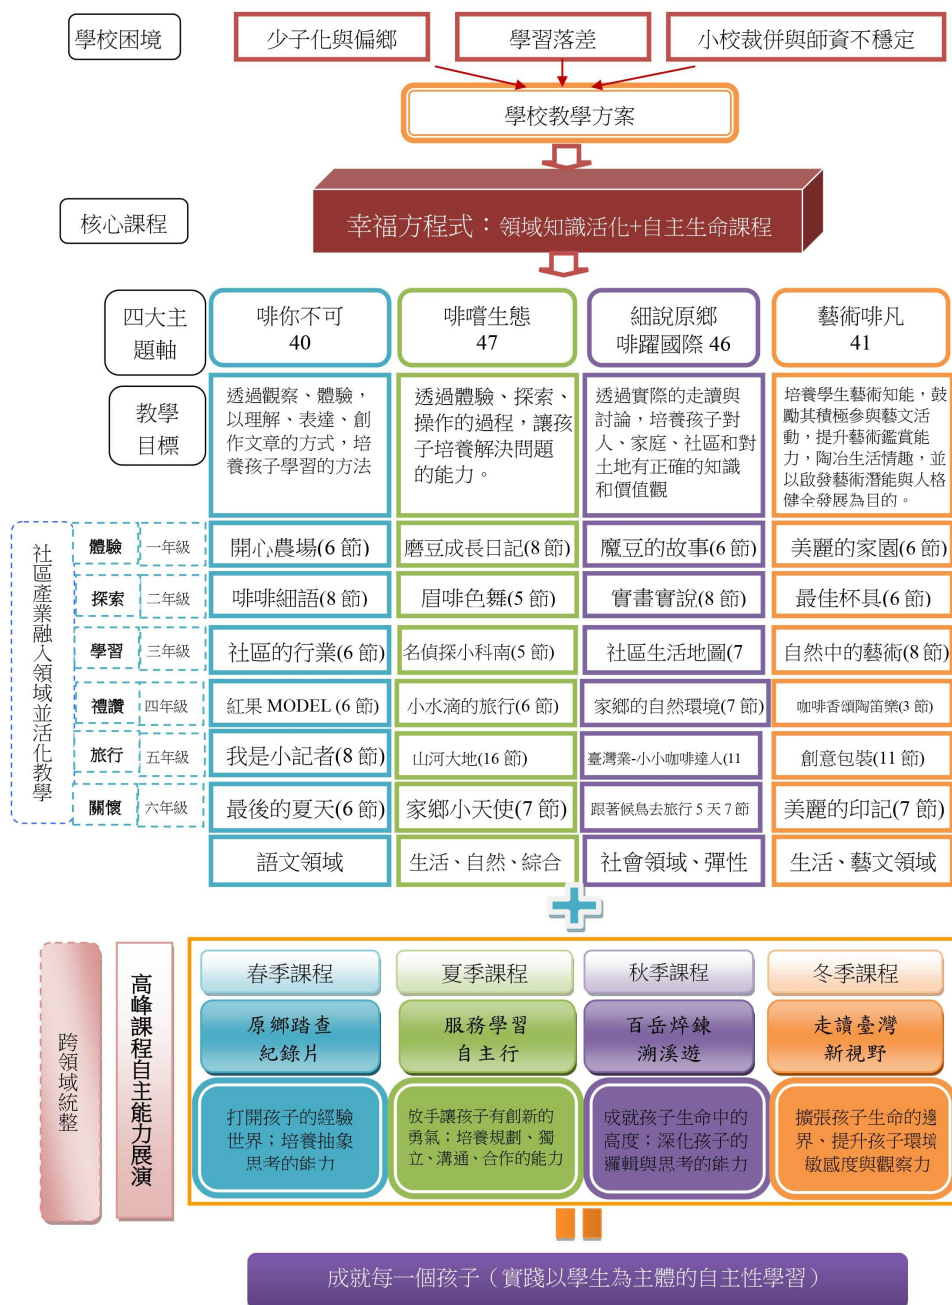 學校困境
少子化與偏鄉
學習落差
小校裁併與師資不穩定
學校教學方案
核心課程
幸福方程式：領域知識活化+自主生命課程
四大主
題軸
啡你不可
40
啡嚐生態
47
細說原鄉
啡躍國際 46
藝術啡凡
41
教學
目標
透過觀察、體驗，
以理解、表達、創
作文章的方式，培
養孩子學習的方法
透過體驗、探索、
操作的過程，讓孩
子培養解決問題
的能力。
透過實際的走讀與
討論，培養孩子對
人、家庭、社區和對
土地有正確的知識
和價值觀
培養學生藝術知能，鼓
勵其積極參與藝文活
動，提升藝術鑑賞能
力，陶冶生活情趣，並
以啟發藝術潛能與人格
健全發展為目的。
社區產業融入領域並活化教學
體驗
一年級
開心農場(6 節)
磨豆成長日記(8 節)
魔豆的故事(6 節)
美麗的家園(6 節)
探索
二年級
啡啡細語(8 節)
眉啡色舞(5 節)
實畫實說(8 節)
最佳杯具(6 節)
學習
三年級
社區的行業(6 節)
名偵探小科南(5 節)
社區生活地圖(7
自然中的藝術(8 節)
禮讚
四年級
紅果 MODEL (6 節)
小水滴的旅行(6 節)
家鄉的自然環境(7 節)
咖啡香頌陶笛樂(3 節)
旅行
五年級
我是小記者(8 節)
山河大地(16 節)
臺灣業-小小咖啡達人(11
創意包裝(11 節)
關懷
六年級
最後的夏天(6 節)
家鄉小天使(7 節)
跟著候鳥去旅行 5 天 7 節
美麗的印記(7 節)
語文領域
生活、自然、綜合
社會領域、彈性
生活、藝文領域
跨領域統整
高峰課程自主能力展演
春季課程
夏季課程
秋季課程
冬季課程
原鄉踏查
紀錄片
服務學習
自主行
百岳焠鍊
溯溪遊
走讀臺灣
新視野
打開孩子的經驗
世界；培養抽象
思考的能力
放手讓孩子有創新的
勇氣；培養規劃、獨
立、溝通、合作的能力
成就孩子生命中的
高度；深化孩子的
邏輯與思考的能力
擴張孩子生命的邊
界、提升孩子環境
敏感度與觀察力
成就每一個孩子（實踐以學生為主體的自主性學習）